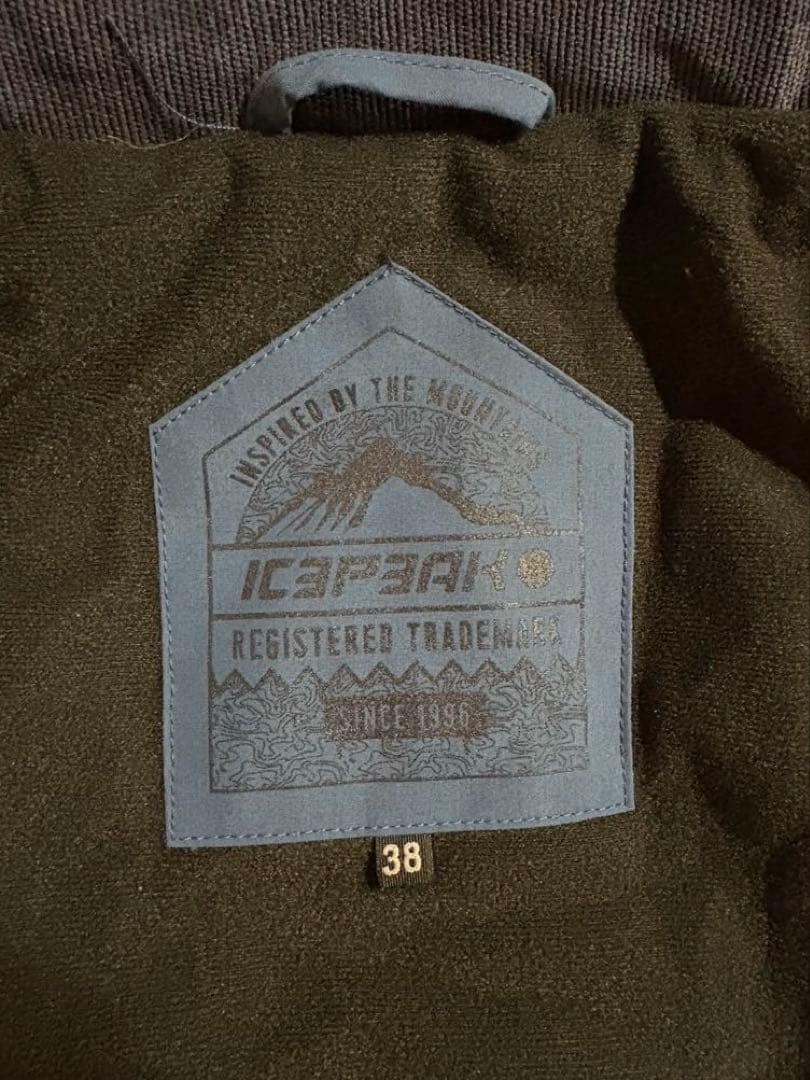 INSPIRED BY THE MOUNTAINS
ICEPEAK
REGISTERED TRADEMARK
SINCE 1996
38